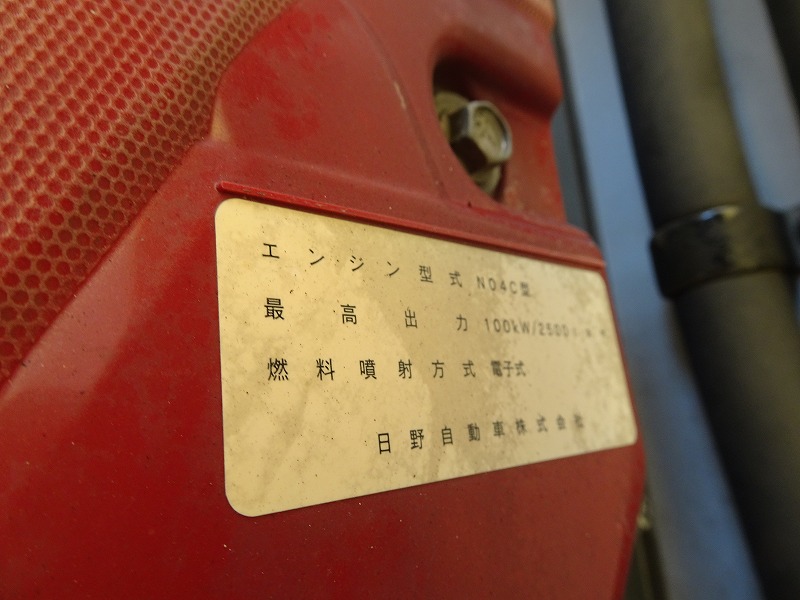 エンジン型式 N04C型
最高出力 100kW/2500rpm
燃料噴射方式 電子式
日野自動車株式会社